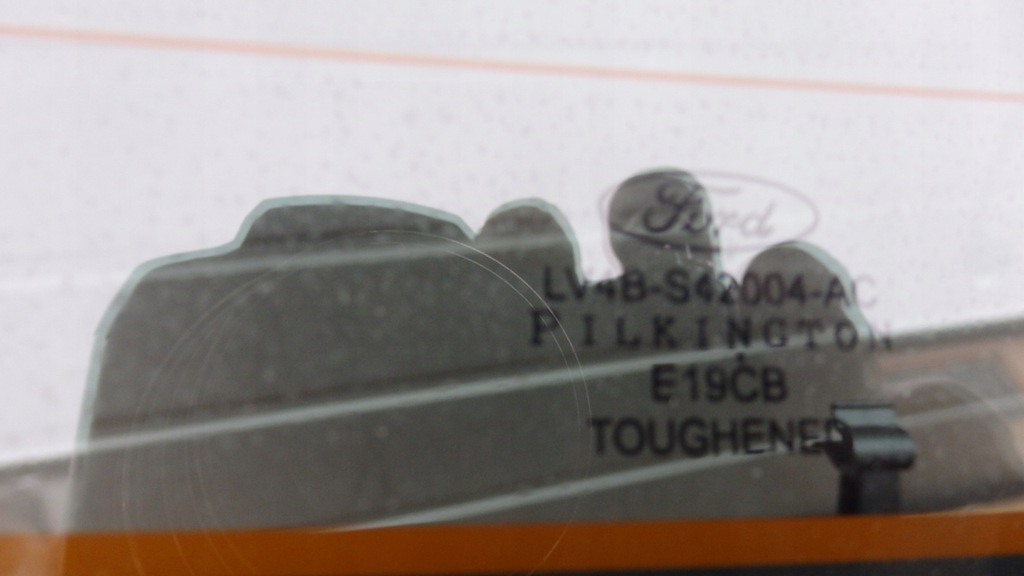 Ford
LV4B-S42004-AC
PILKINGTON
E19CB
TOUGHENED